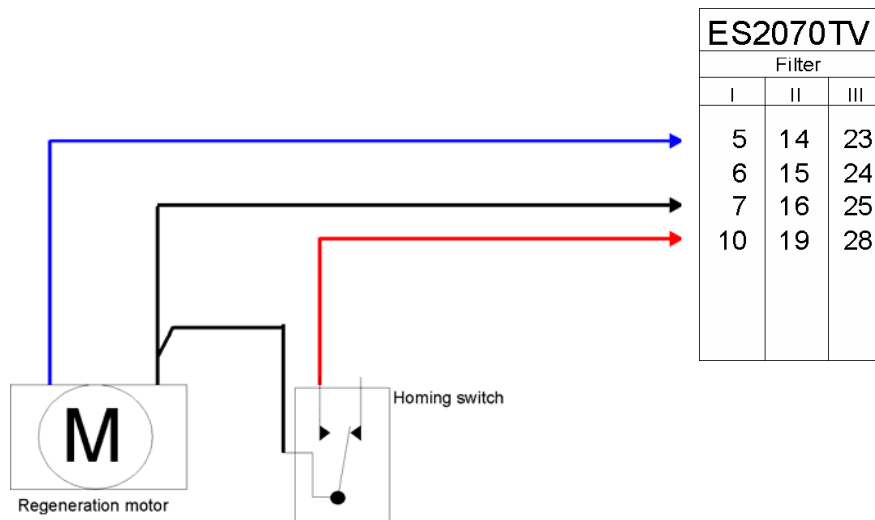 ES2070TV
Filter
I II III
5 14 23
6 15 24
7 16 25
10 19 28
Homing switch
M
Regeneration motor